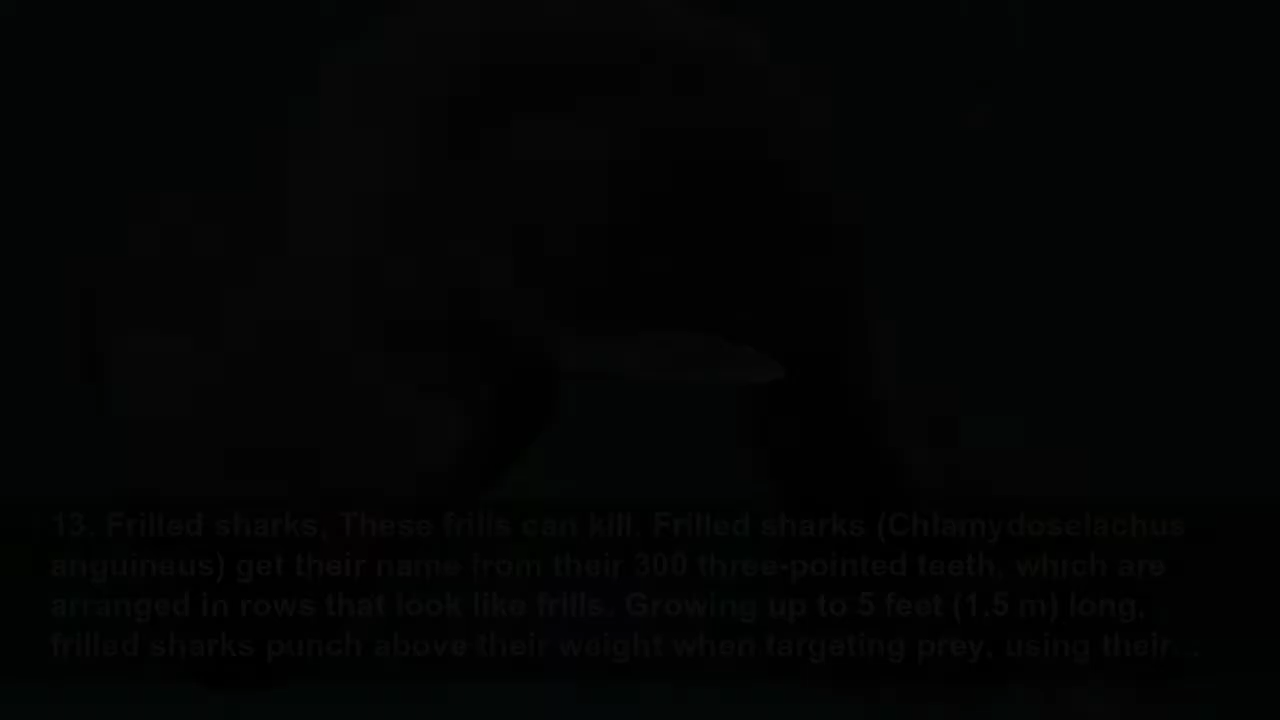 13. Frilled sharks, These frills can kill. Frilled sharks (Chlamydoselachus
anguineus) get their name from their 300 three-pointed teeth, which are
arranged in rows that look like frills. Growing up to 5 feet (1.5 m) long,
frilled sharks punch above their weight when targeting prey, using their...